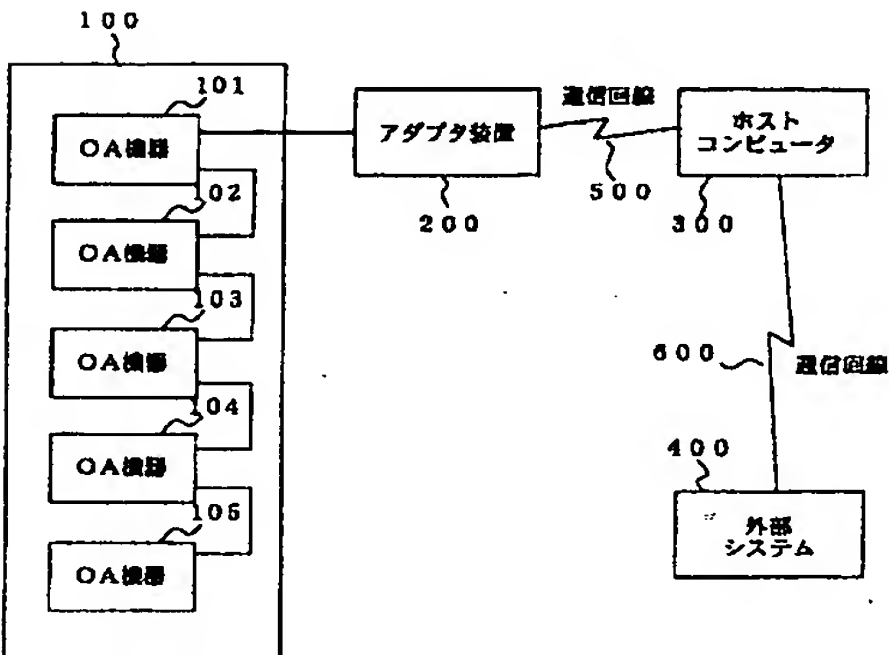 100
101
OA機器
102
OA機器
103
OA機器
104
OA機器
105
OA機器
アダプタ装置
200
通信回線
500
ホスト
コンピュータ
300
600
通信回線
400
外部
システム